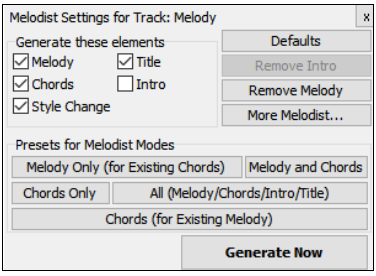 Melodist Settings for Track: Melody x
Generate these elements
Melody Title
Chords Intro
Style Change
Defaults
Remove Intro
Remove Melody
More Melodist...
Presets for Melodist Modes
Melody Only (for Existing Chords) Melody and Chords
Chords Only All (Melody/Chords/Intro/Title)
Chords (for Existing Melody)
Generate Now